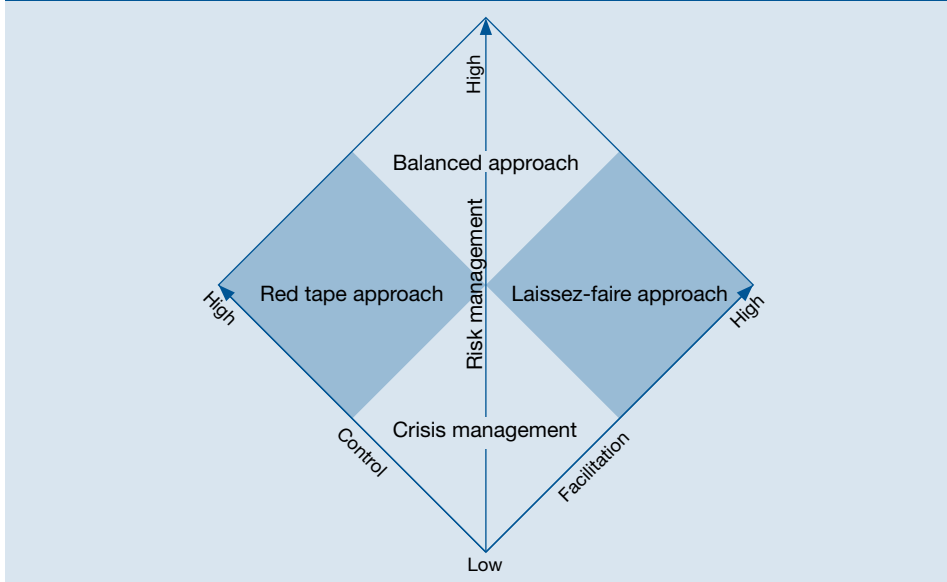 High
Balanced approach
Risk management
Red tape approach
Laissez-faire approach
High
High
Crisis management
Control
Facilitation
Low